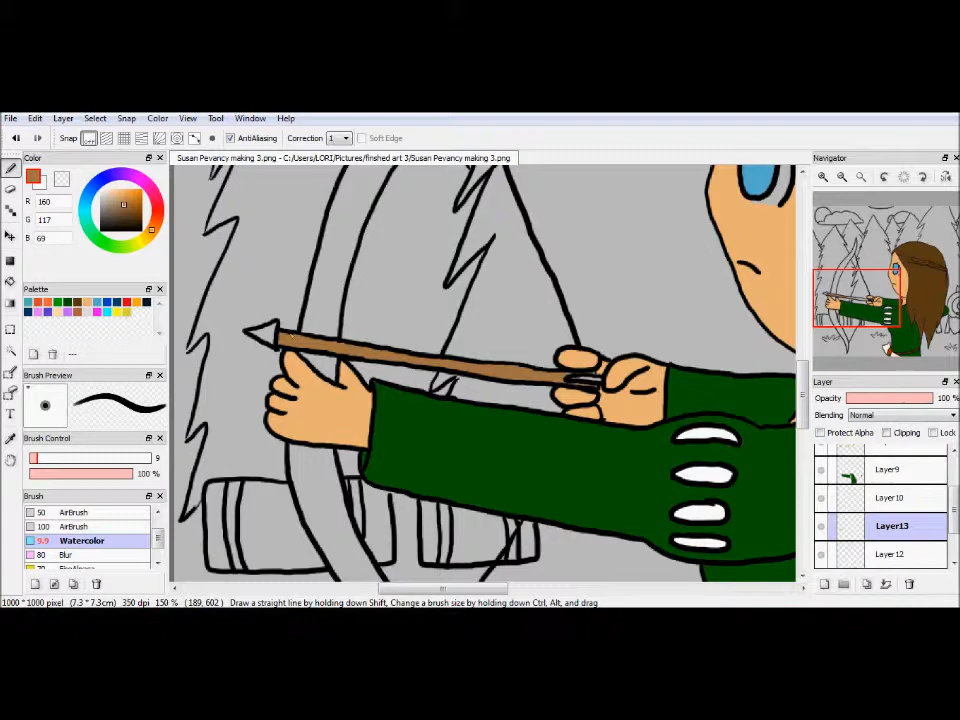 File Edit Select Snap Color View Tool Window Help
Layer
Snap OFF AntiAliasing Correction 1 Soft Edge
Color
Susan Pevancy making 3.png - C:/Users/LORI/Pictures/finshed art 3/Susan Pevancy making 3.png
Navigator
R 160
G 117
B 69
Palette
---
Brush Preview
Layer
Opacity 100 %
Blending Normal
Protect Alpha Clipping Lock
Brush Control
9
100 %
Layer9
Layer10
Layer13
Layer12
Brush
50 AirBrush
100 AirBrush
9.9 Watercolor
80 Blur
1000 * 1000 pixel (7.3 * 7.3cm) 350 dpi 150 % (189, 602) Draw a straight line by holding down Shift, Change a brush size by holding down Ctrl, Alt, and drag